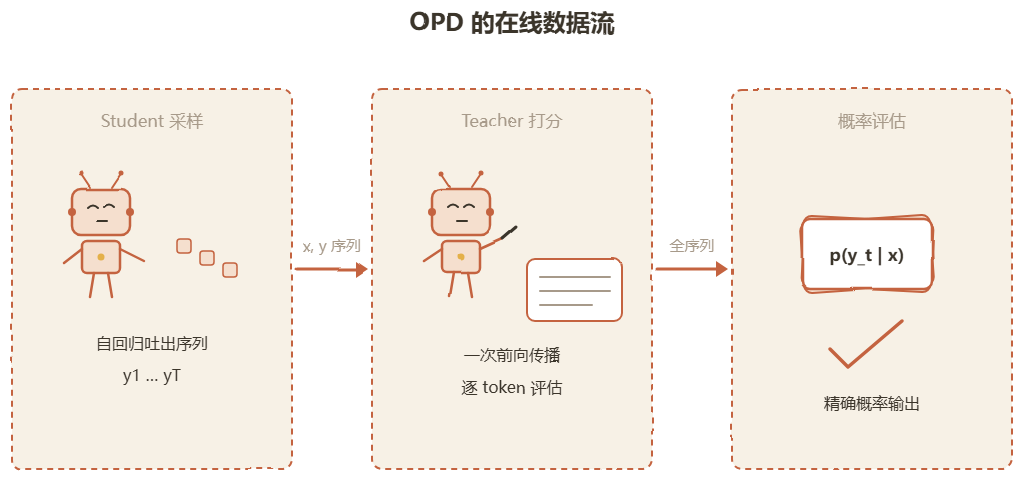 OPD 的在线数据流
Student 采样
自回归吐出序列
y1 ... yT
x, y 序列
Teacher 打分
一次前向传播
逐 token 评估
全序列
概率评估
p(y_t | x)
精确概率输出